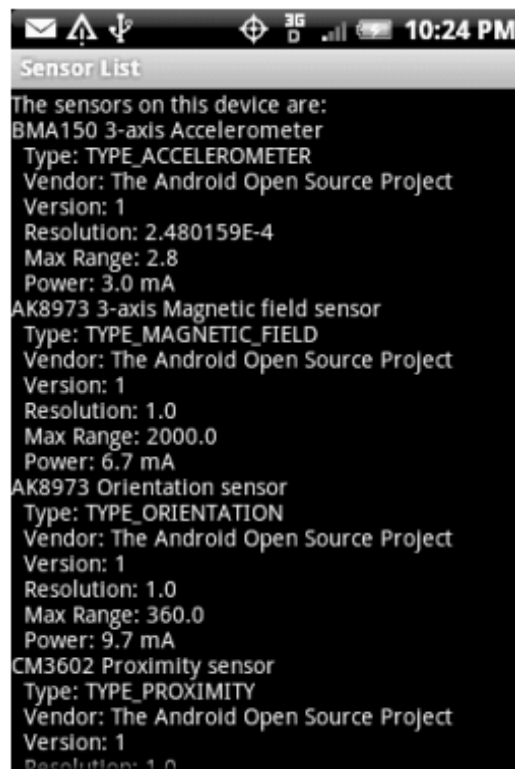 3G
D
10:24 PM
Sensor List
The sensors on this device are:
BMA150 3-axis Accelerometer
Type: TYPE_ACCELEROMETER
Vendor: The Android Open Source Project
Version: 1
Resolution: 2.480159E-4
Max Range: 2.8
Power: 3.0 mA
AK8973 3-axis Magnetic field sensor
Type: TYPE_MAGNETIC_FIELD
Vendor: The Android Open Source Project
Version: 1
Resolution: 1.0
Max Range: 2000.0
Power: 6.7 mA
AK8973 Orientation sensor
Type: TYPE_ORIENTATION
Vendor: The Android Open Source Project
Version: 1
Resolution: 1.0
Max Range: 360.0
Power: 9.7 mA
CM3602 Proximity sensor
Type: TYPE_PROXIMITY
Vendor: The Android Open Source Project
Version: 1
Resolution: 1.0